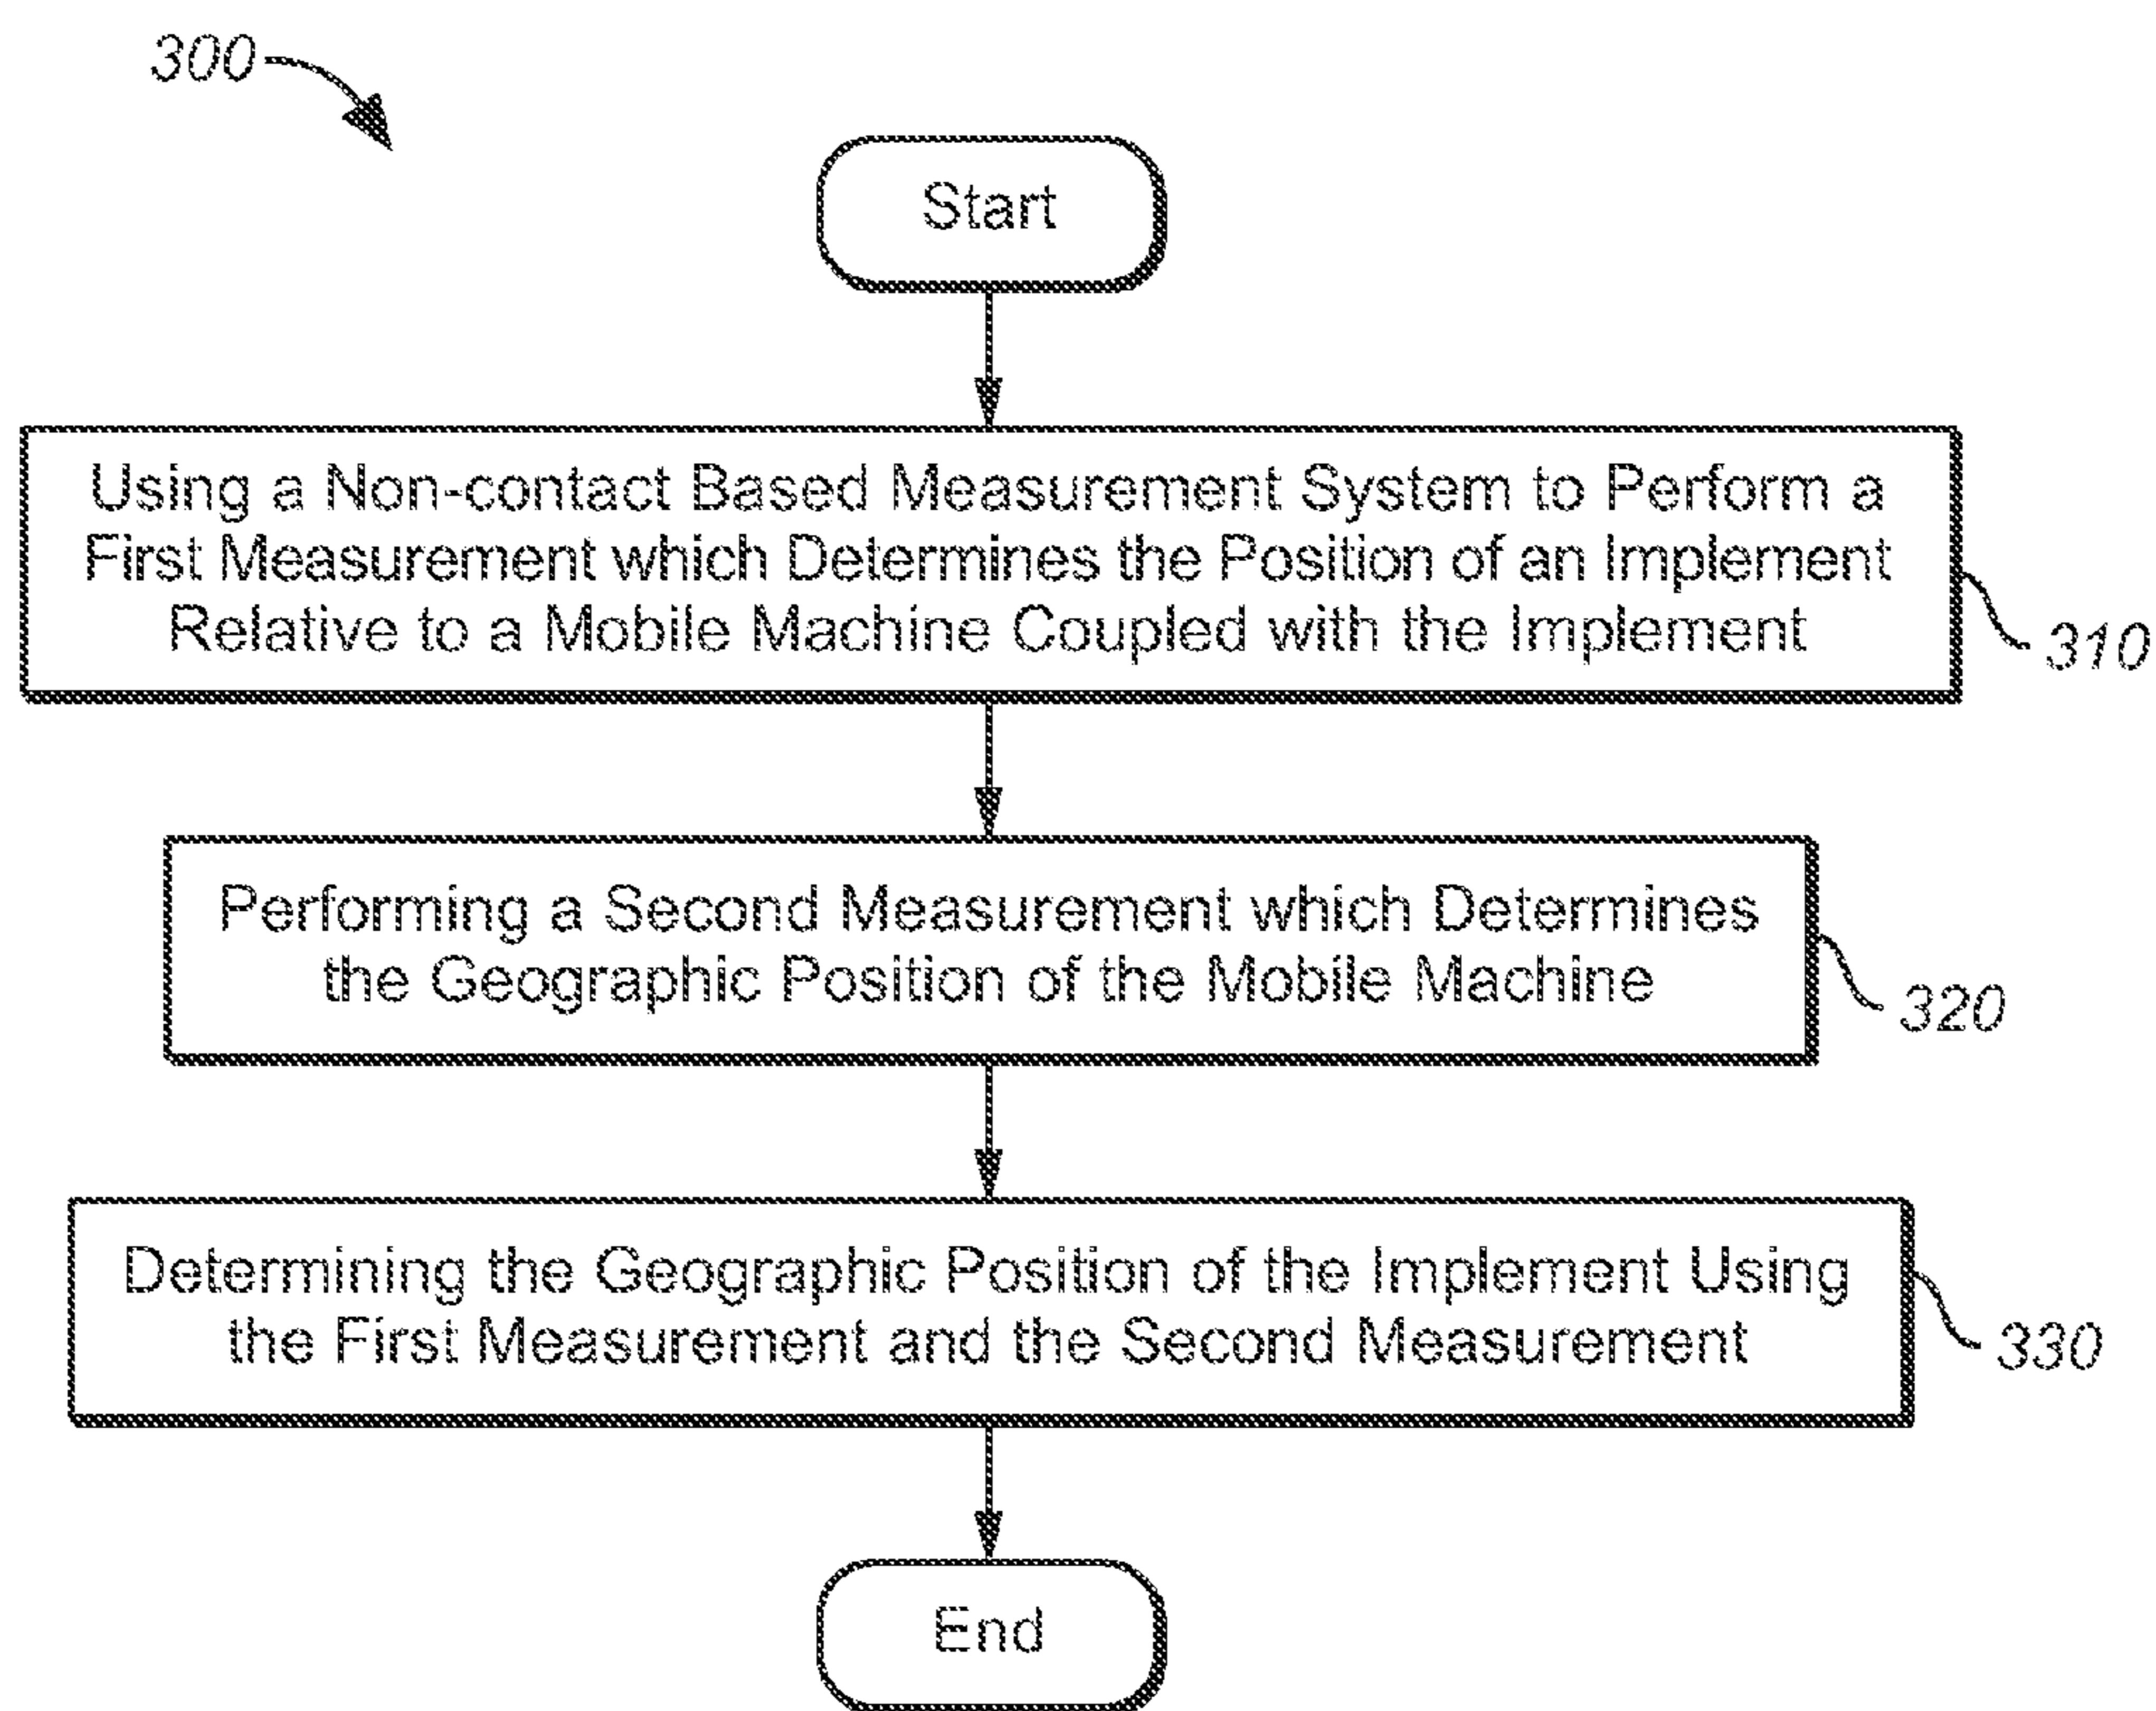 300
Start
Using a Non-contact Based Measurement System to Perform a
First Measurement which Determines the Position of an Implement
Relative to a Mobile Machine Coupled with the Implement
310
Performing a Second Measurement which Determines
the Geographic Position of the Mobile Machine
320
Determining the Geographic Position of the Implement Using
the First Measurement and the Second Measurement
330
End